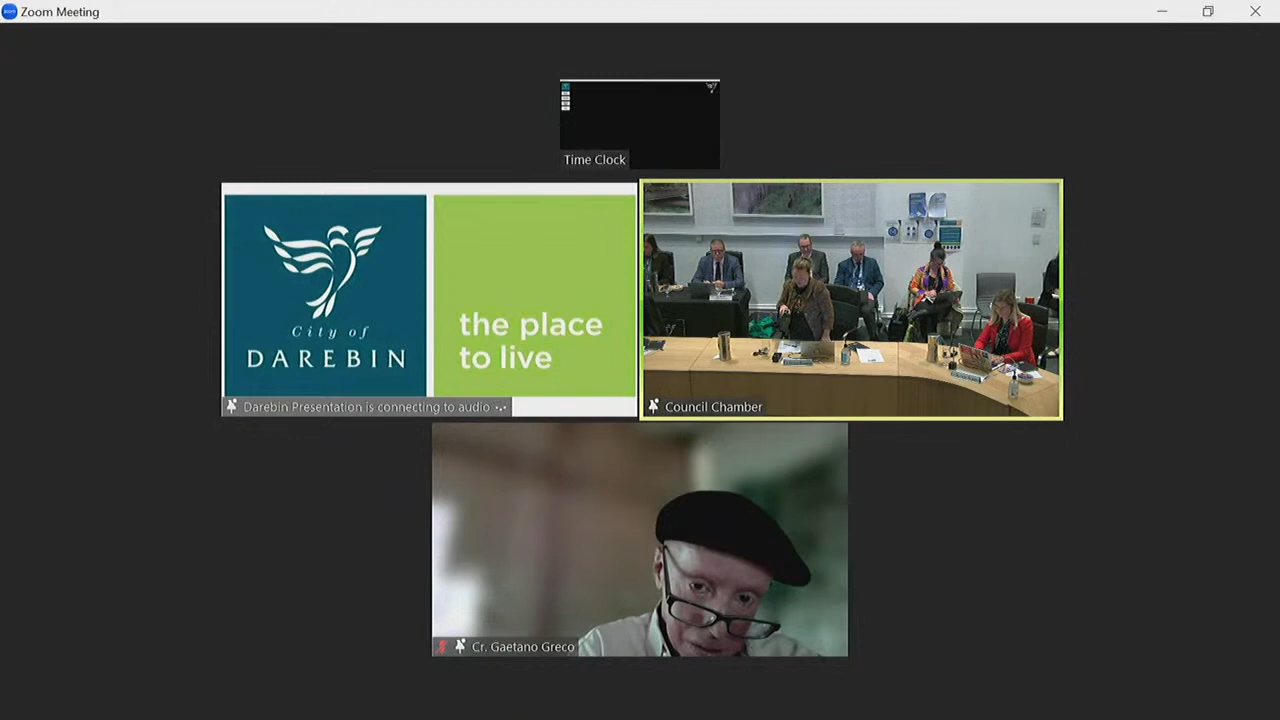 Zoom Meeting
Time Clock
City of
DAREBIN
the place
to live
Darebin Presentation is connecting to audio
Council Chamber
Cr. Gaetano Greco